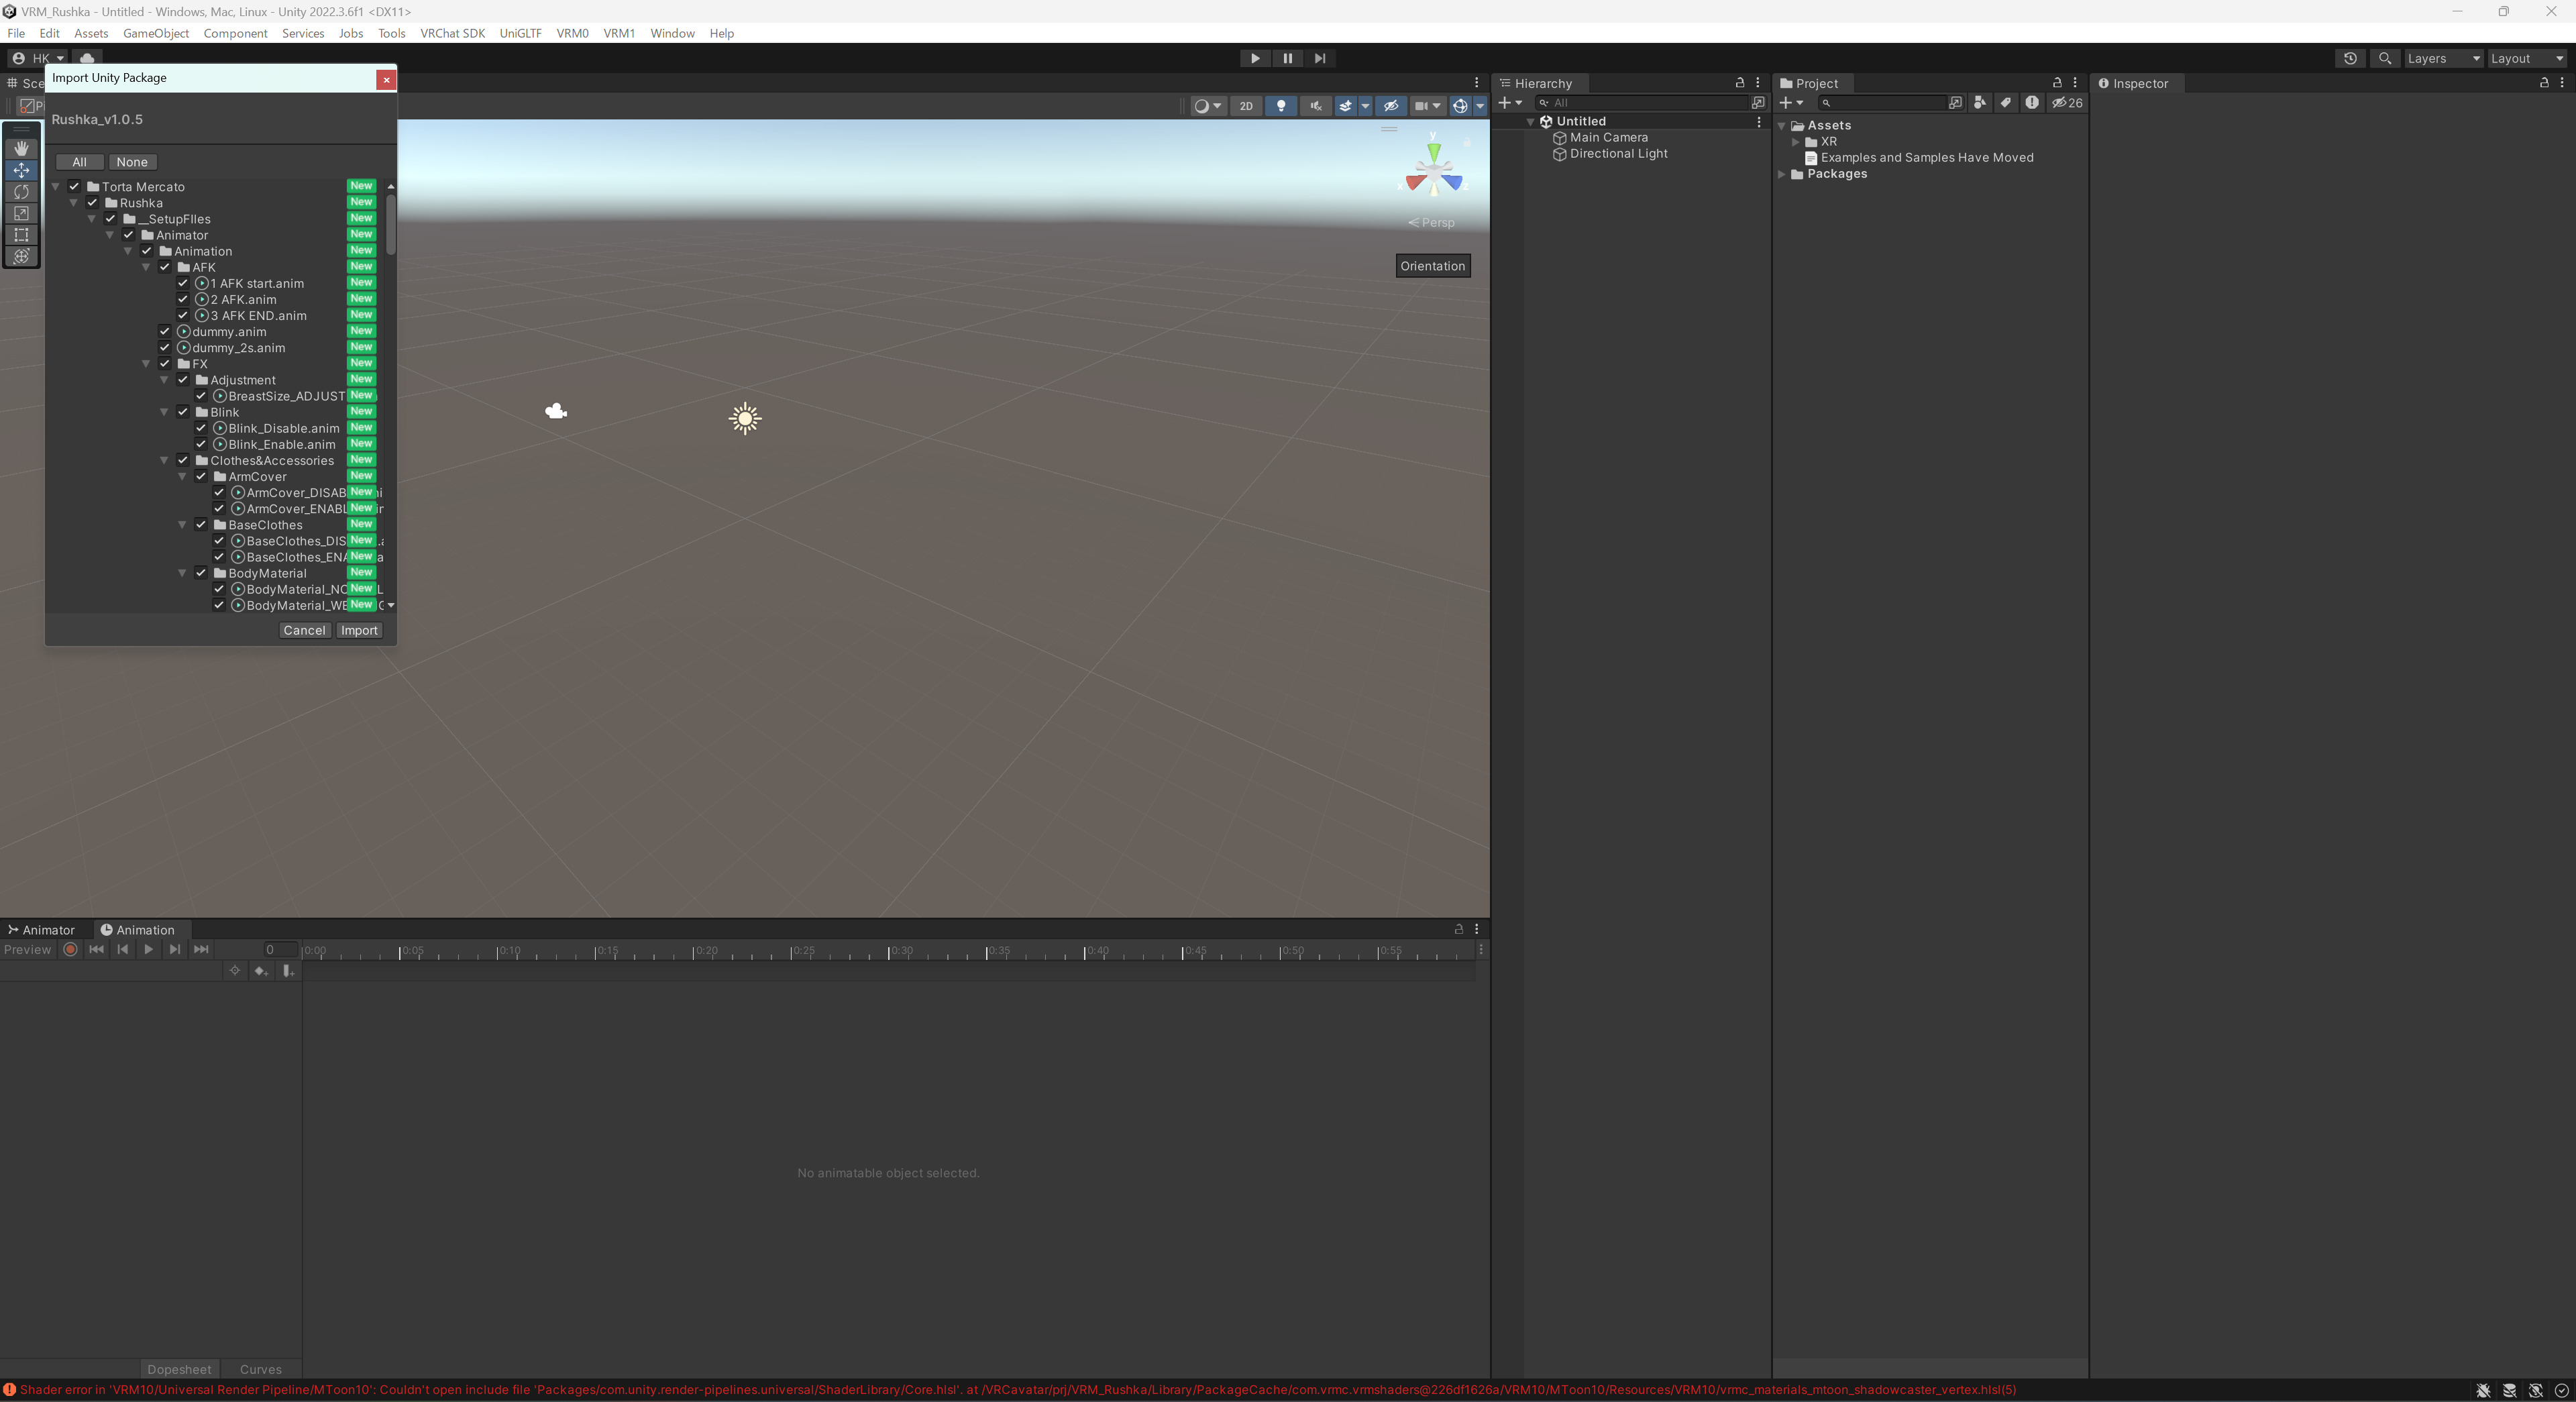 VRM_Rushka - Untitled - Windows, Mac, Linux - Unity 2022.3.6f1 <DX11>
File Edit Assets GameObject Component Services Jobs Tools VRChat SDK UniGLTF VRM0 VRM1 Window Help
HK
Layers
Layout
Sce
Import Unity Package
Rushka_v1.0.5
All None
Torta Mercato New
Rushka New
__SetupFIles New
Animator New
Animation New
AFK New
1 AFK start.anim New
2 AFK.anim New
3 AFK END.anim New
dummy.anim New
dummy_2s.anim New
FX New
Adjustment New
BreastSize_ADJUST New
Blink New
Blink_Disable.anim New
Blink_Enable.anim New
Clothes&Accessories New
ArmCover New
ArmCover_DISAB New
ArmCover_ENABL New
BaseClothes New
BaseClothes_DIS New
BaseClothes_ENA New
BodyMaterial New
BodyMaterial_NO New
BodyMaterial_WE New
Cancel Import
2D
y
x
z
Persp
Orientation
Hierarchy
All
Untitled
Main Camera
Directional Light
Project
26
Assets
XR
Examples and Samples Have Moved
Packages
Inspector
Animator Animation
Preview 0 0:00 0:05 0:10 0:15 0:20 0:25 0:30 0:35 0:40 0:45 0:50 0:55
No animatable object selected.
Dopesheet Curves
Shader error in 'VRM10/Universal Render Pipeline/MToon10': Couldn't open include file 'Packages/com.unity.render-pipelines.universal/ShaderLibrary/Core.hlsl'. at /VRCavatar/prj/VRM_Rushka/Library/PackageCache/com.vrmc.vrmshaders@226df1626a/VRM10/MToon10/Resources/VRM10/vrmc_materials_mtoon_shadowcaster_vertex.hlsl(5)